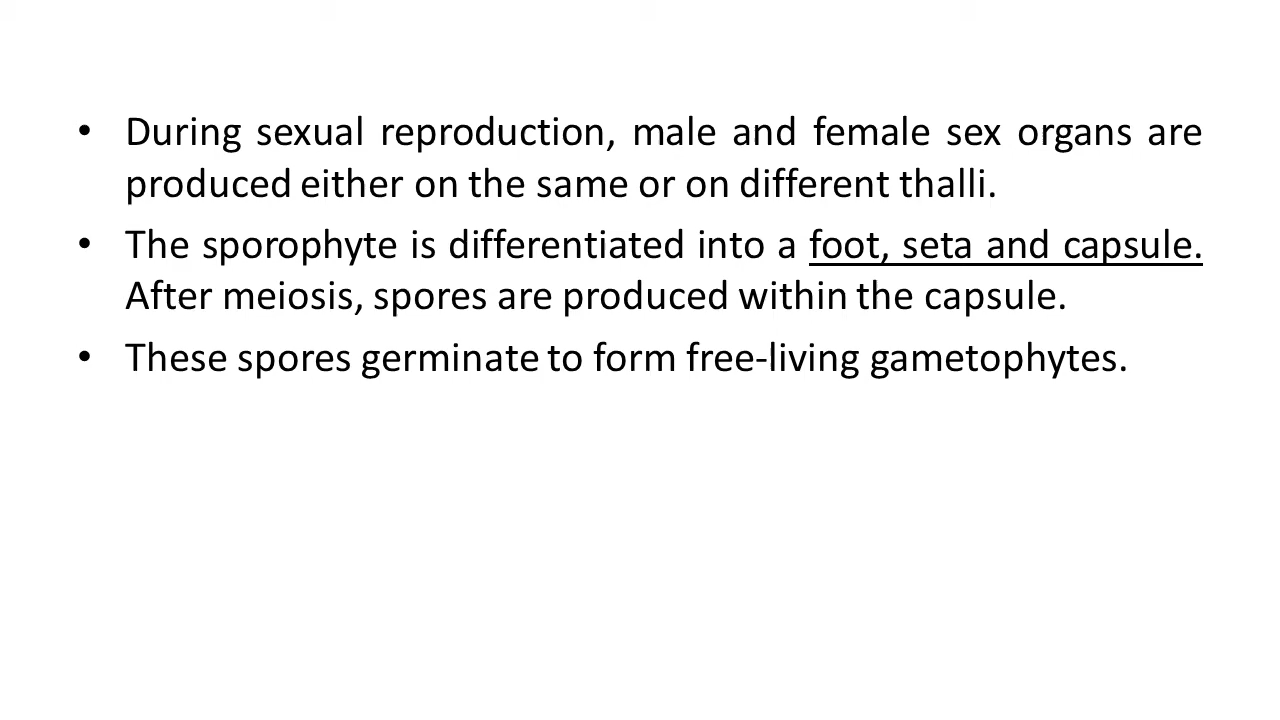 • During sexual reproduction, male and female sex organs are
produced either on the same or on different thalli.
• The sporophyte is differentiated into a foot, seta and capsule.
After meiosis, spores are produced within the capsule.
• These spores germinate to form free-living gametophytes.